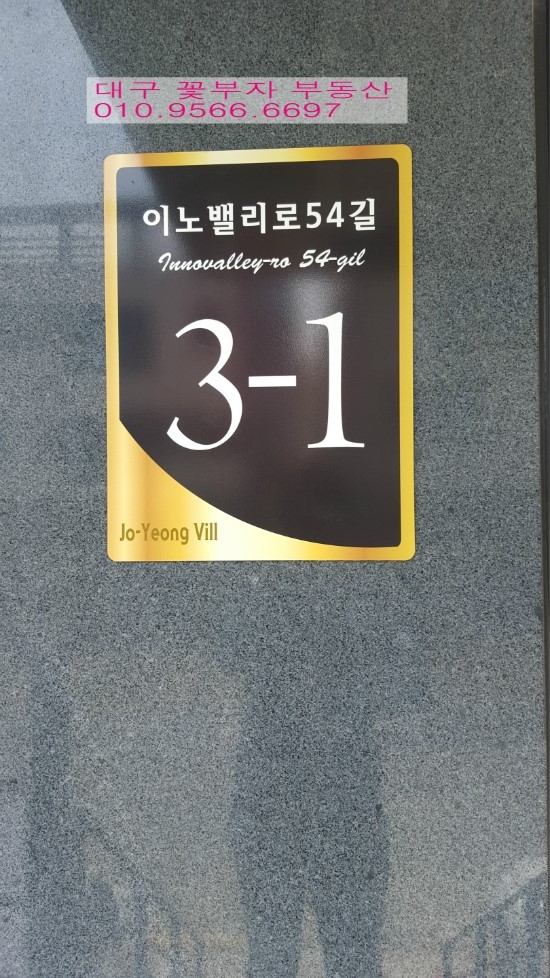 대구 꽃부자 부동산
010.9566.6697
이노밸리로54길
Innovalley-ro 54-gil
3-1
Jo-Yeong Vill